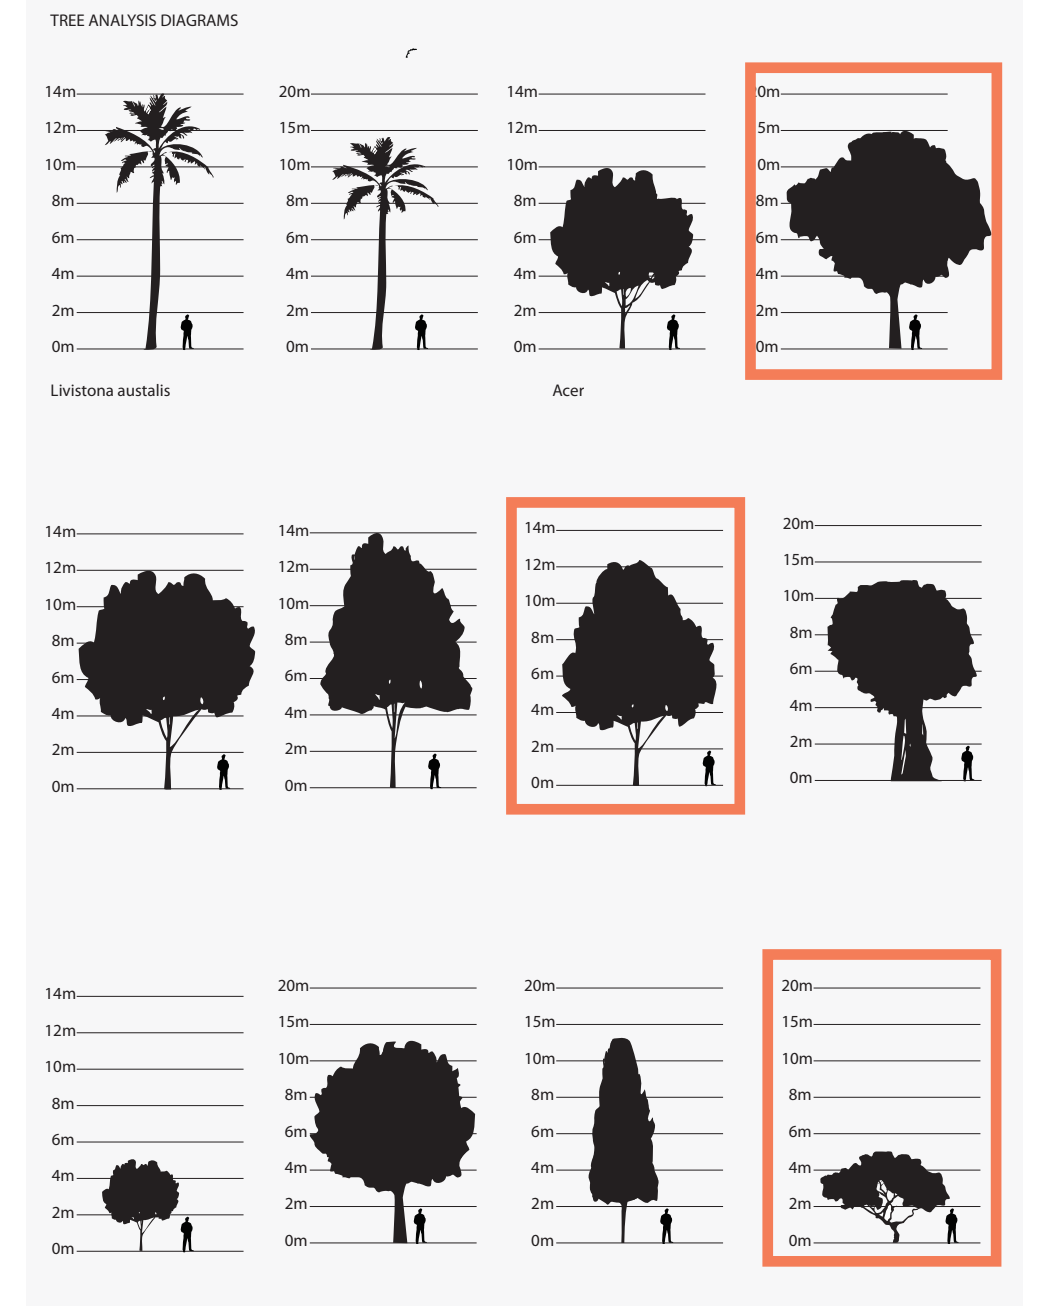 TREE ANALYSIS DIAGRAMS
14m 20m 14m 0m
12m 15m 12m 5m
10m 10m 10m 0m
8m 8m 8m 8m
6m 6m 6m 6m
4m 4m 4m 4m
2m 2m 2m 2m
0m 0m 0m 0m
Livistona austalis Acer
14m 14m 14m 20m
12m 12m 12m 15m
10m 10m 10m 10m
8m 8m 8m 8m
6m 6m 6m 6m
4m 4m 4m 4m
2m 2m 2m 2m
0m 0m 0m 0m
14m 20m 20m 20m
12m 15m 15m 15m
10m 10m 10m 10m
8m 8m 8m 8m
6m 6m 6m 6m
4m 4m 4m 4m
2m 2m 2m 2m
0m 0m 0m 0m